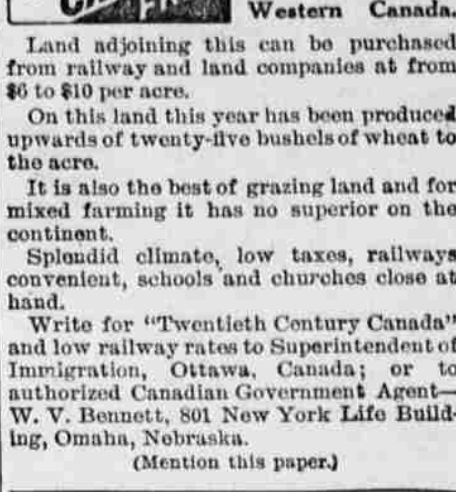 Western Canada.
Land adjoining this can be purchased
from railway and land companies at from
$6 to $10 per acre.
On this land this year has been produced
upwards of twenty-five bushels of wheat to
the acre.
It is also the best of grazing land and for
mixed farming it has no superior on the
continent.
Splendid climate, low taxes, railways
convenient, schools and churches close at
hand.
Write for "Twentieth Century Canada"
and low railway rates to Superintendent of
Immigration, Ottawa, Canada; or to
authorized Canadian Government Agent—
W. V. Bennett, 801 New York Life Build-
ing, Omaha, Nebraska.
(Mention this paper.)